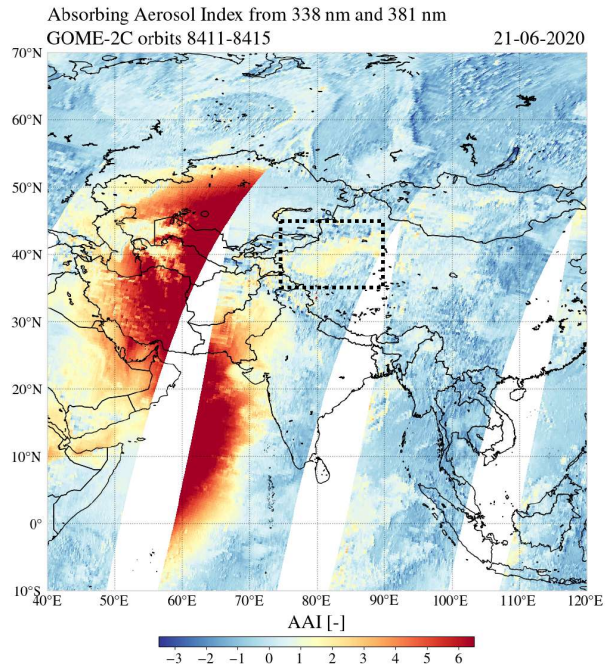 Absorbing Aerosol Index from 338 nm and 381 nm
GOME-2C orbits 8411-8415 21-06-2020
70°N
60°N
50°N
40°N
30°N
20°N
10°N
0°
10°S
40°E 50°E 60°E 70°E 80°E 90°E 100°E 110°E 120°E
AAI [-]
−3 −2 −1 0 1 2 3 4 5 6